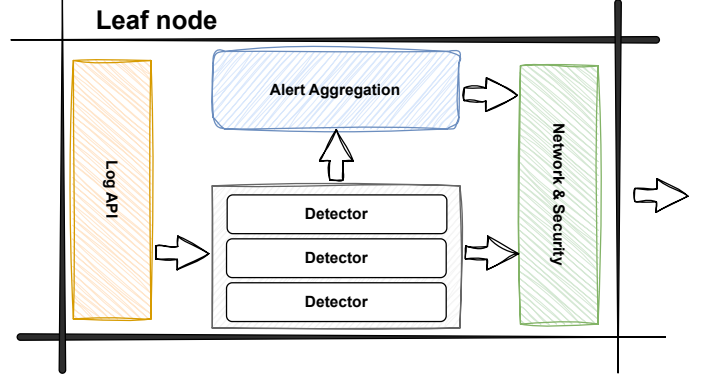 Leaf node
Alert Aggregation
Log API
Detector
Detector
Detector
Network & Security